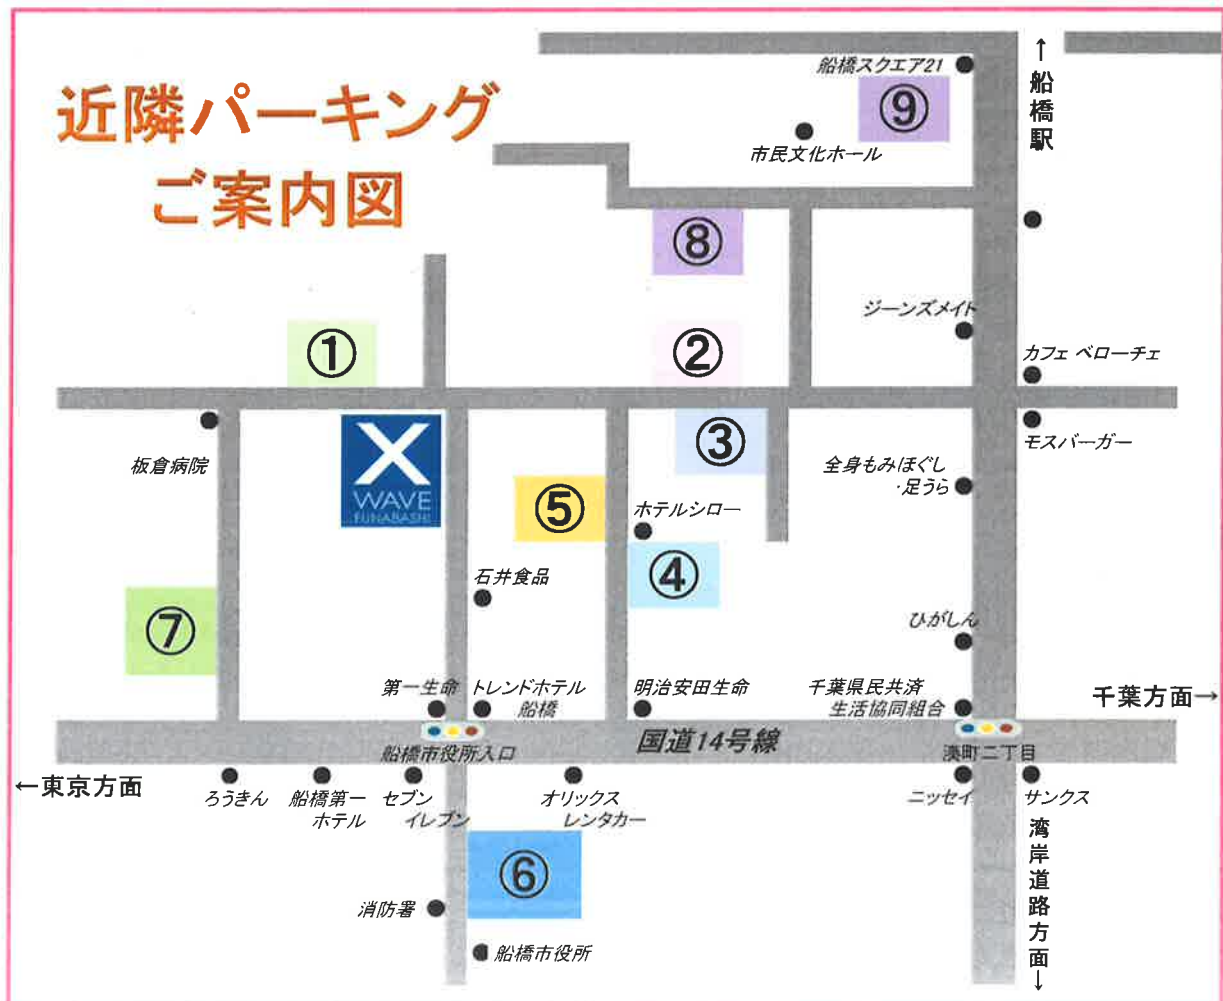 近隣パーキング
ご案内図
↑船橋駅
船橋スクエア21
⑨
市民文化ホール
⑧
ジーンズメイト
①
②
カフェ ベローチェ
③
モスバーガー
板倉病院
X
WAVE
FUNABASHI
全身もみほぐし
・足うら
⑤
ホテルシロー
④
石井食品
⑦
ひがしん
第一生命
トレンドホテル
船橋
明治安田生命
千葉県民共済
生活協同組合
千葉方面→
国道14号線
船橋市役所入口
湊町二丁目
←東京方面
ろうきん
船橋第一
ホテル
セブン
イレブン
オリックス
レンタカー
ニッセイ
サンクス
湾岸道路方面↓
⑥
消防署
船橋市役所